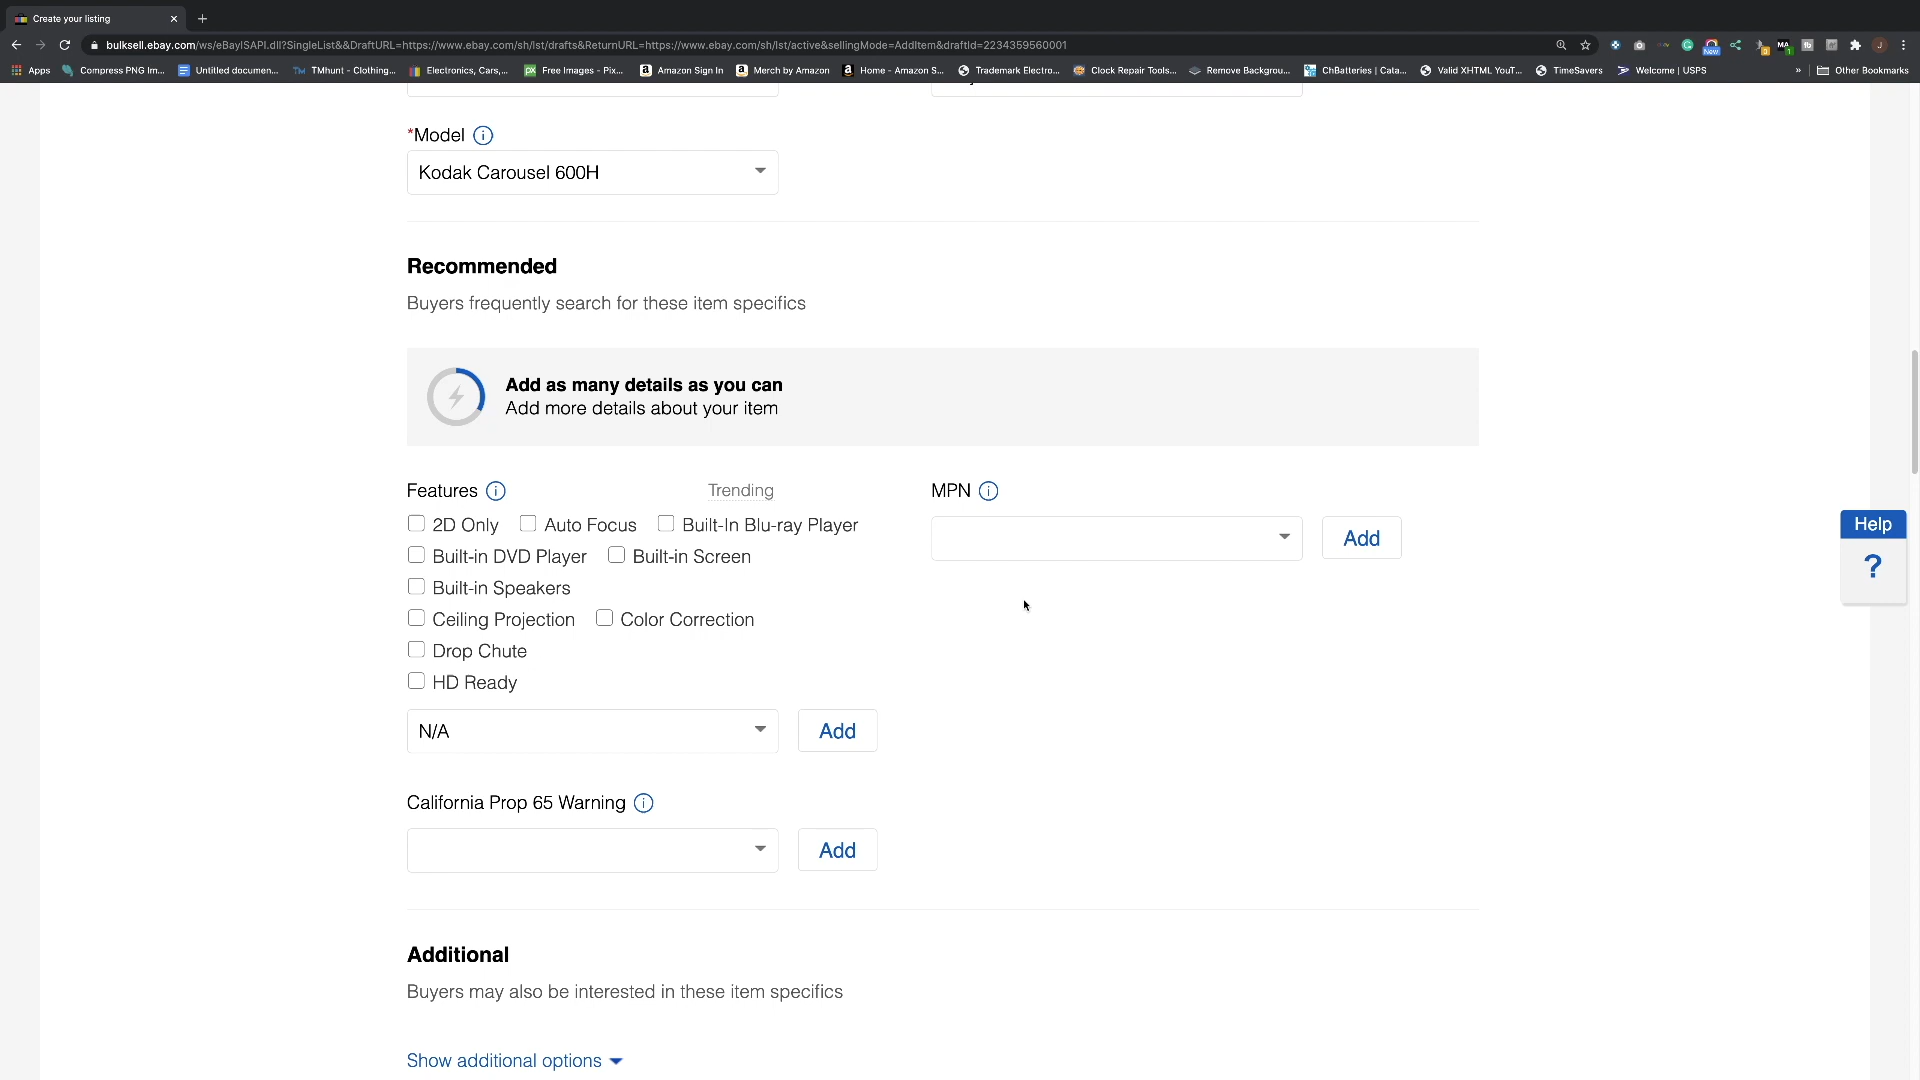 Create your listing
bulksell.ebay.com/ws/eBayISAPI.dll?SingleList&&DraftURL=https://www.ebay.com/sh/lst/drafts&ReturnURL=https://www.ebay.com/sh/lst/active&sellingMode=AddItem&draftId=2234359560001
Apps Compress PNG Im... Untitled documen... TMhunt - Clothing... Electronics, Cars,... Free Images - Pix... Amazon Sign In Merch by Amazon Home - Amazon S... Trademark Electro... Clock Repair Tools... Remove Backgrou... ChBatteries | Cata... Valid XHTML YouT... TimeSavers Welcome | USPS » Other Bookmarks
*Model
Kodak Carousel 600H
Recommended
Buyers frequently search for these item specifics
Add as many details as you can
Add more details about your item
Features Trending MPN
2D Only Auto Focus Built-In Blu-ray Player
Add
Built-in DVD Player Built-in Screen
Built-in Speakers
Ceiling Projection Color Correction
Drop Chute
HD Ready
N/A Add
California Prop 65 Warning
Add
Additional
Buyers may also be interested in these item specifics
Show additional options
Help
?